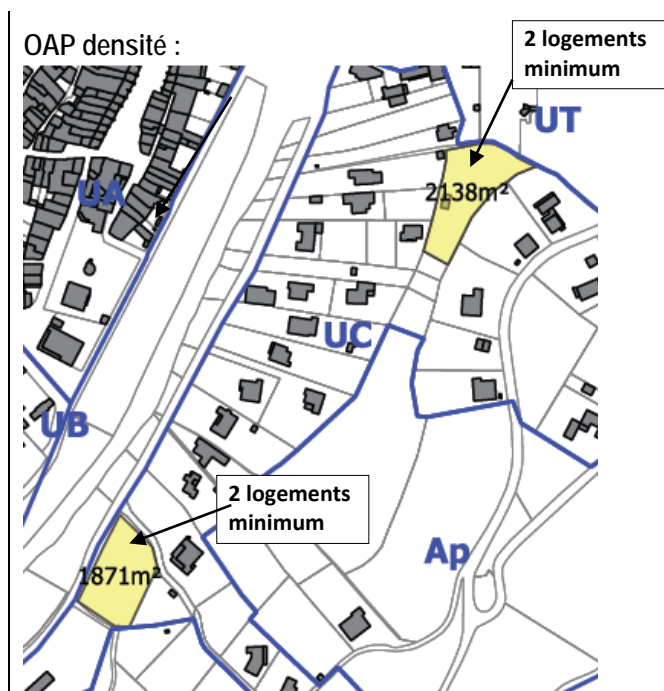 OAP densité :
2 logements
minimum
UT
2138m²
UA
UC
UB
2 logements
minimum
Ap
1871m²